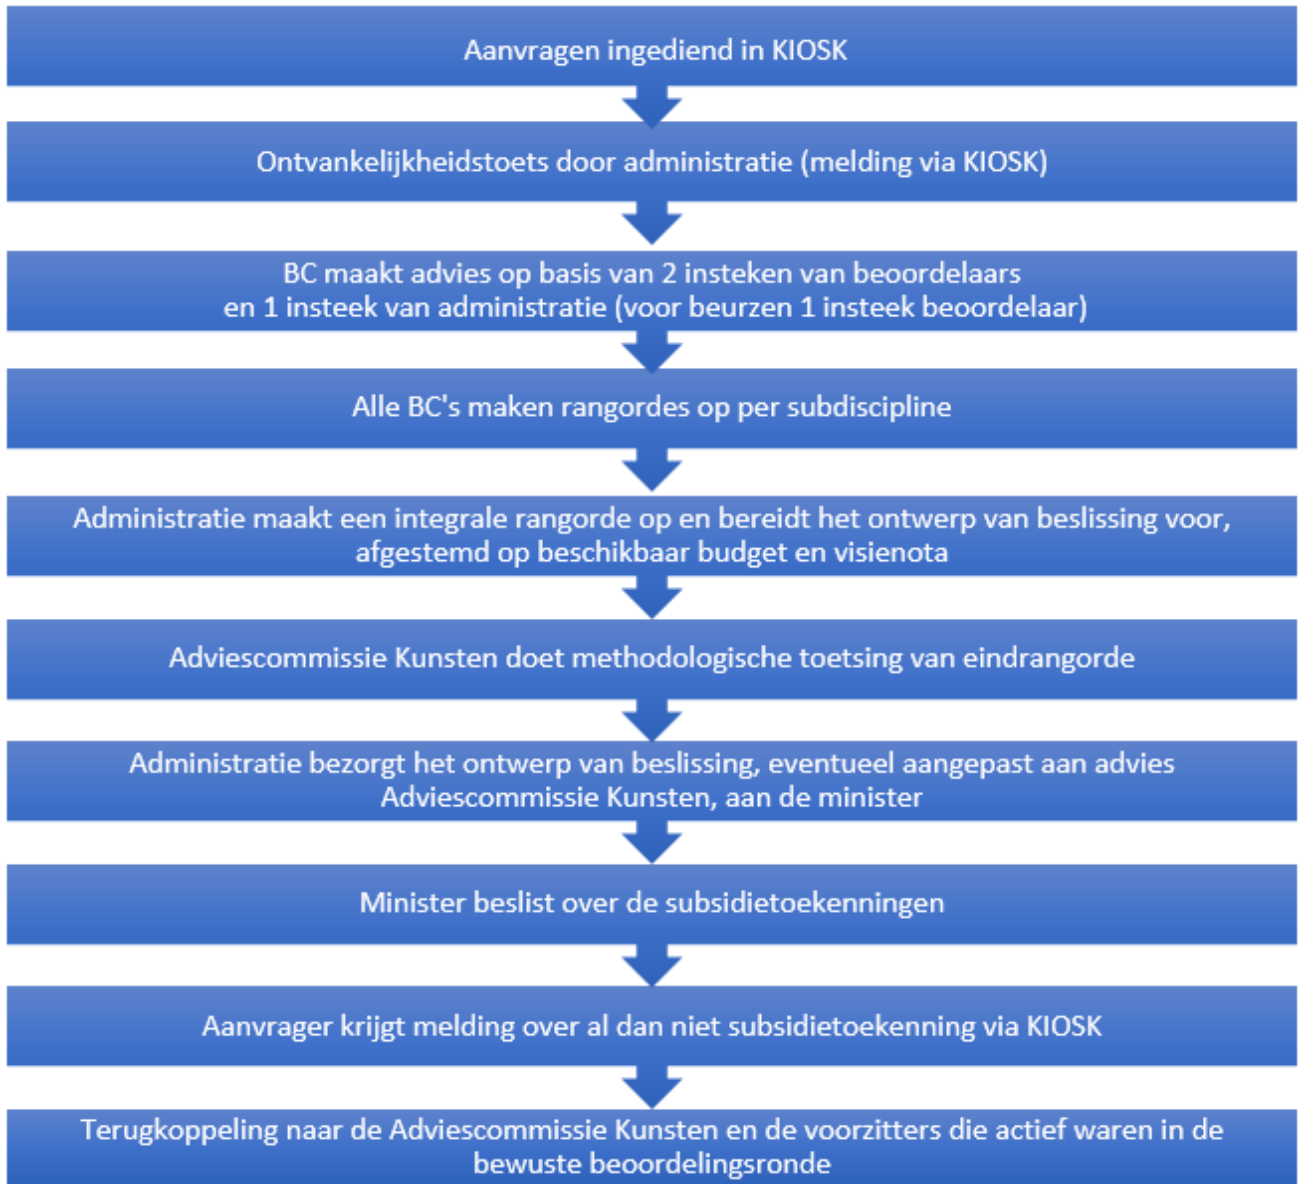 Aanvragen ingediend in KIOSK
Ontvankelijkheidstoets door administratie (melding via KIOSK)
BC maakt advies op basis van 2 insteken van beoordelaars
en 1 insteek van administratie (voor beurzen 1 insteek beoordelaar)
Alle BC's maken rangordes op per subdiscipline
Administratie maakt een integrale rangorde op en bereidt het ontwerp van beslissing voor,
afgestemd op beschikbaar budget en visienota
Adviescommissie Kunsten doet methodologische toetsing van eindrangorde
Administratie bezorgt het ontwerp van beslissing, eventueel aangepast aan advies
Adviescommissie Kunsten, aan de minister
Minister beslist over de subsidietoekenningen
Aanvrager krijgt melding over al dan niet subsidietoekenning via KIOSK
Terugkoppeling naar de Adviescommissie Kunsten en de voorzitters die actief waren in de
bewuste beoordelingsronde